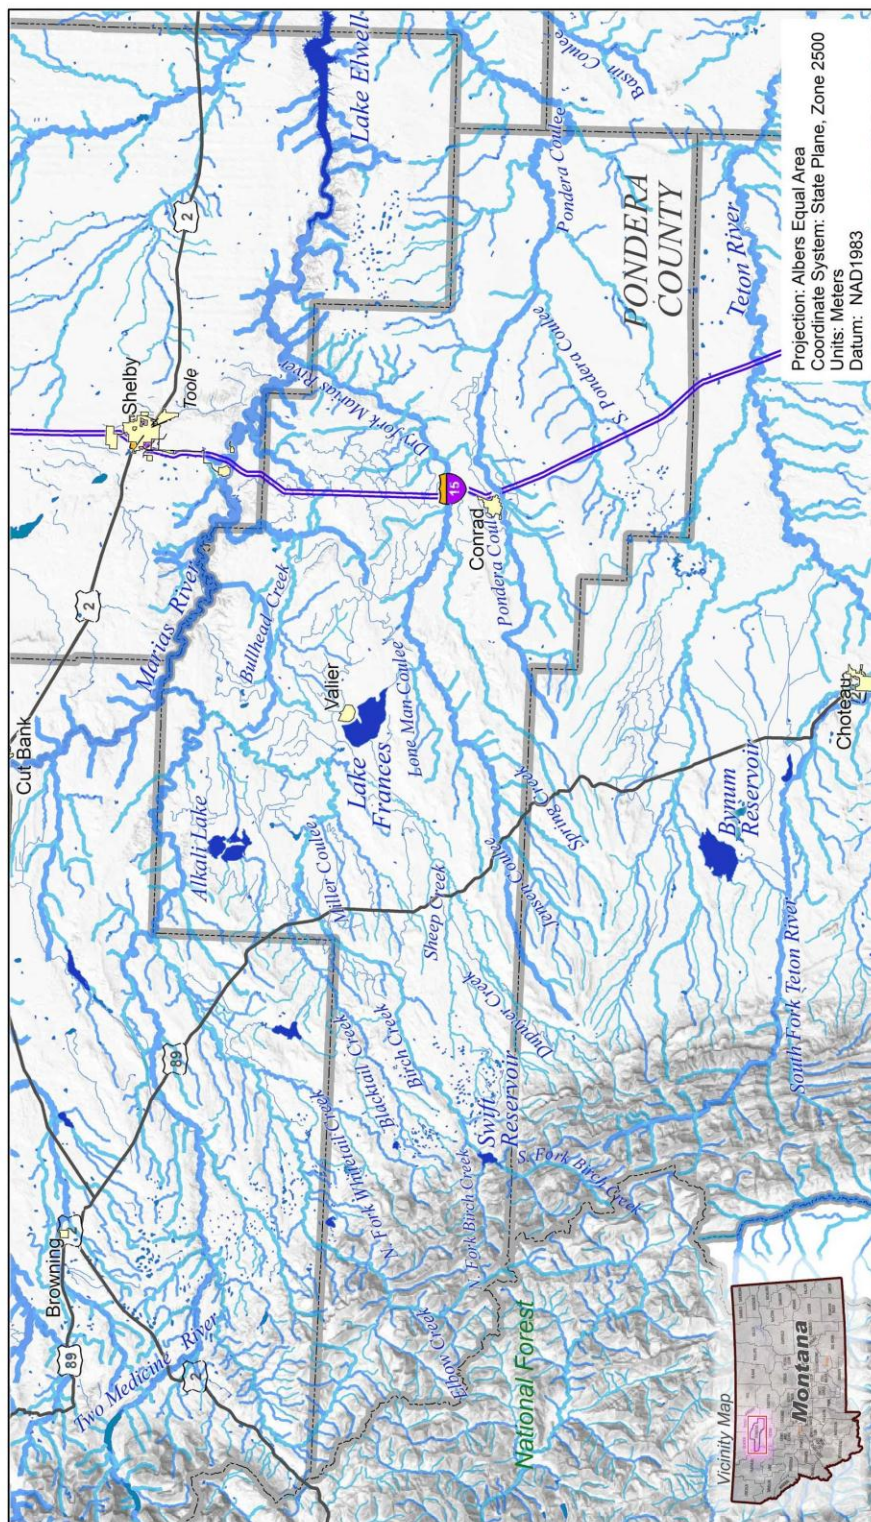 Cut Bank
2
Shelby
Toole
2
Marias River
Browning
89
2
89
Two Medicine River
2
Alkali Lake
Bullhead Creek
Lake Elwell
Valier
Miller Coulee
Lake
Frances
Lone Man Coulee
Dry fork Marias River
15
Conrad
Pondera Coulee
Pondera Coulee
Basin Coulee
Sheep Creek
N Fork Whitetail Creek
Blacktail Creek
Birch Creek
Dupuyer Creek
Swift
Reservoir
Fork Birch Creek
S. Fork Birch Creek
Elbow Creek
National Forest
Jensen Coulee
Spring Creek
S. Pondera Coulee
PONDERA
COUNTY
Teton River
Bynum
Reservoir
South Fork Teton River
Choteau
Vicinity Map
Montana
Projection: Albers Equal Area
Coordinate System: State Plane, Zone 2500
Units: Meters
Datum: NAD1983